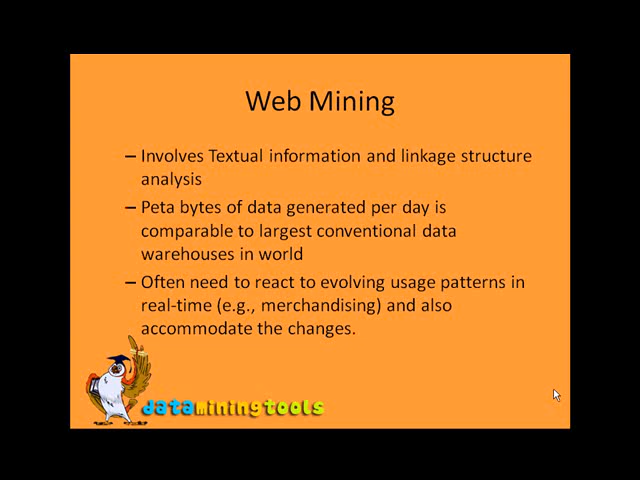 Web Mining
– Involves Textual information and linkage structure
analysis
– Peta bytes of data generated per day is
comparable to largest conventional data
warehouses in world
– Often need to react to evolving usage patterns in
real-time (e.g., merchandising) and also
accommodate the changes.
dataminingtools